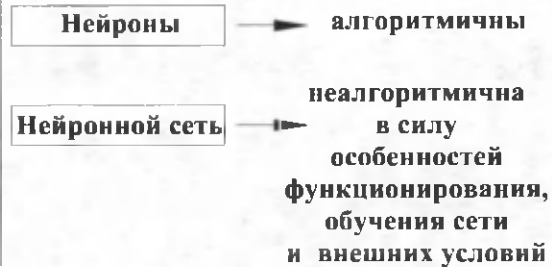 Нейроны алгоритмичны
неалгоритмична
Нейронной сеть в силу
особенностей
функционирования,
обучения сети
и внешних условий